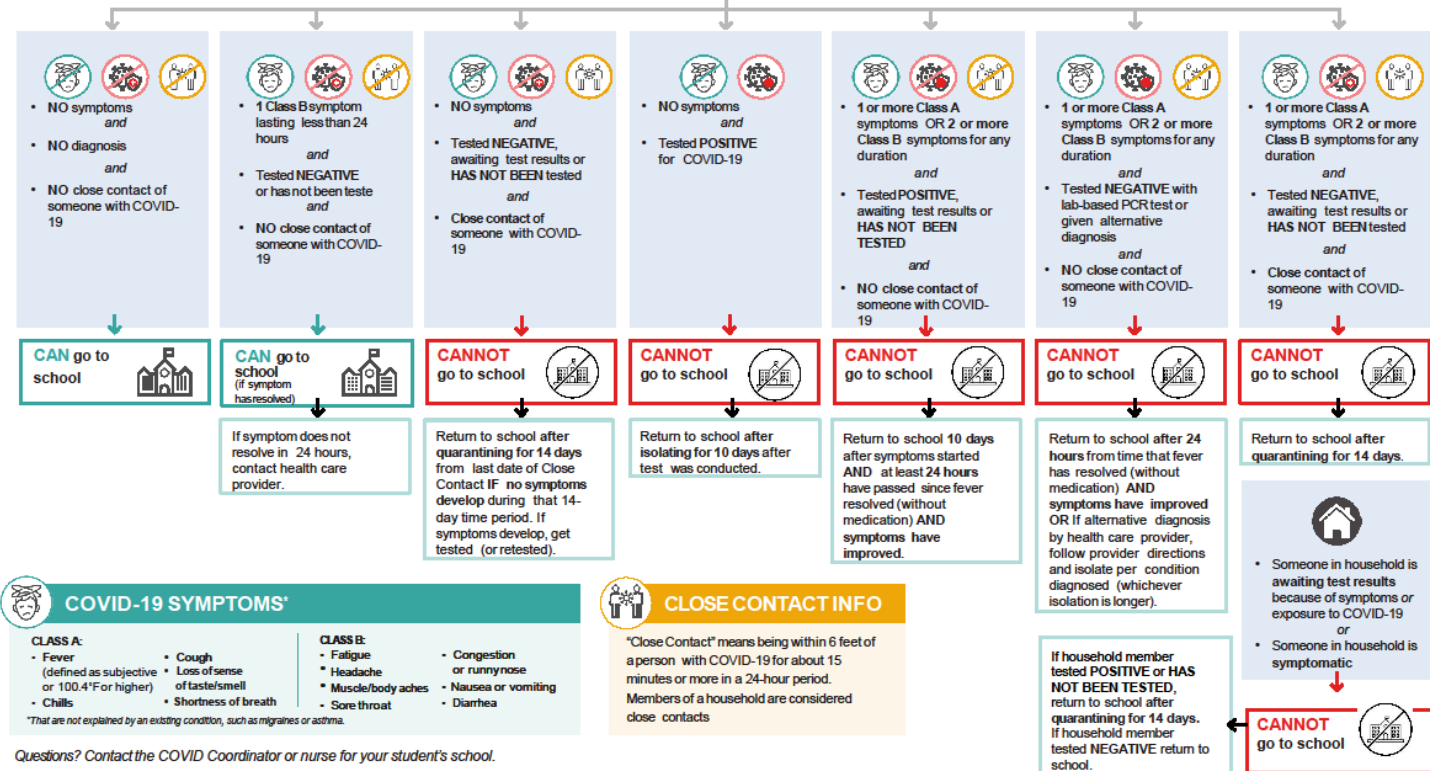 • NO symptoms
and
• NO diagnosis
and
• NO close contact of
someone with COVID-
19
CAN go to
school
• 1 Class B symptom
lasting less than 24
hours
and
• Tested NEGATIVE
or has not been teste
and
• NO close contact of
someone with COVID-
19
CAN go to
school
(if symptom
has resolved)
If symptom does not
resolve in 24 hours,
contact health care
provider.
• NO symptoms
and
• Tested NEGATIVE,
awaiting test results or
HAS NOT BEEN tested
and
• Close contact of
someone with COVID-
19
CANNOT
go to school
Return to school after
quarantining for 14 days
from last date of Close
Contact IF no symptoms
develop during that 14-
day time period. If
symptoms develop, get
tested (or retested).
• NO symptoms
and
• Tested POSITIVE
for COVID-19
CANNOT
go to school
Return to school after
isolating for 10 days after
test was conducted.
• 1 or more Class A
symptoms OR 2 or more
Class B symptoms for any
duration
and
• Tested POSITIVE,
awaiting test results or
HAS NOT BEEN
TESTED
and
• NO close contact of
someone with COVID-
19
CANNOT
go to school
Return to school 10 days
after symptoms started
AND at least 24 hours
have passed since fever
resolved (without
medication) AND
symptoms have
improved.
• 1 or more Class A
symptoms OR 2 or more
Class B symptoms for any
duration
and
• Tested NEGATIVE with
lab-based PCR test or
given alternative
diagnosis
and
• NO close contact of
someone with COVID-
19
CANNOT
go to school
Return to school after 24
hours from time that fever
has resolved (without
medication) AND
symptoms have improved
OR If alternative diagnosis
by health care provider,
follow provider directions
and isolate per condition
diagnosed (whichever
isolation is longer).
• 1 or more Class A
symptoms OR 2 or more
Class B symptoms for any
duration
and
• Tested NEGATIVE,
awaiting test results or
HAS NOT BEEN tested
and
• Close contact of
someone with COVID-
19
CANNOT
go to school
Return to school after
quarantining for 14 days.
• Someone in household is
awaiting test results
because of symptoms or
exposure to COVID-19
or
• Someone in household is
symptomatic
CANNOT
go to school
If household member
tested POSITIVE or HAS
NOT BEEN TESTED,
return to school after
quarantining for 14 days.
If household member
tested NEGATIVE return to
school.
COVID-19 SYMPTOMS*
CLASS A:
- Fever
(defined as subjective
or 100.4°F or higher)
- Chills
• Cough
• Loss of sense
of taste/smell
- Shortness of breath
CLASS B:
- Fatigue
• Headache
• Muscle/body aches
- Sore throat
- Congestion
or runny nose
- Nausea or vomiting
- Diarrhea
*That are not explained by an existing condition, such as migraines or asthma.
CLOSE CONTACT INFO
"Close Contact" means being within 6 feet of
a person with COVID-19 for about 15
minutes or more in a 24-hour period.
Members of a household are considered
close contacts
Questions? Contact the COVID Coordinator or nurse for your student's school.